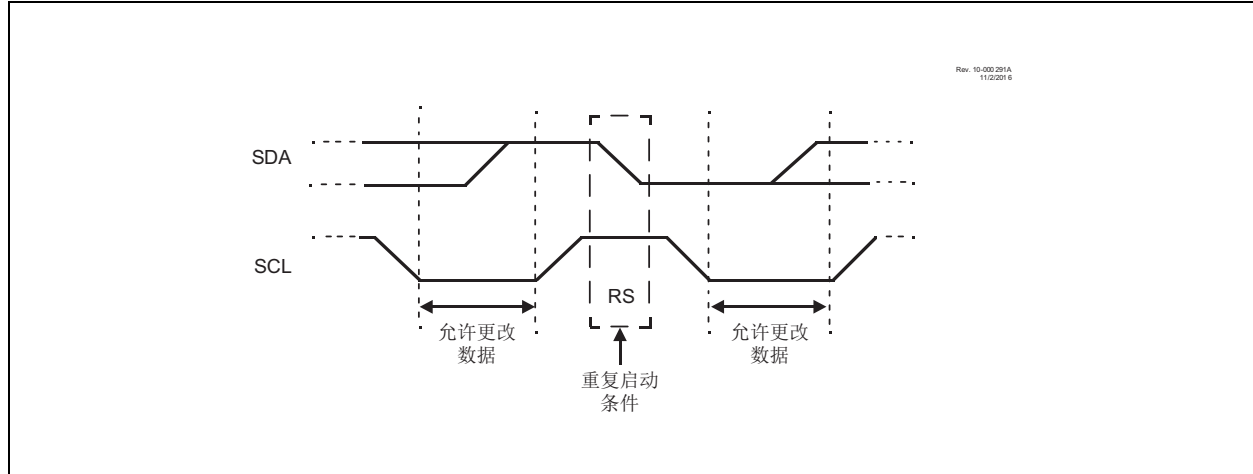 Rev. 10-000291A
11/2/2016
SDA
SCL
RS
允许更改
数据
允许更改
数据
重复启动
条件